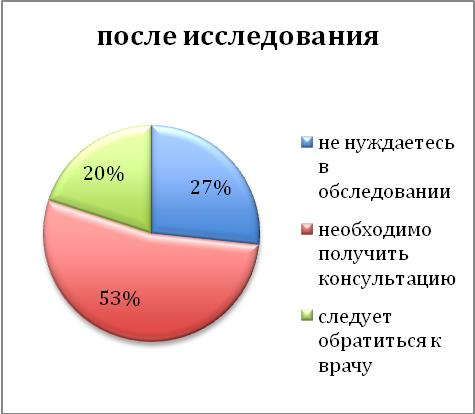 после исследования
20%
27%
53%
не нуждаетесь
в
обследовании
необходимо
получить
консультацию
следует
обратиться к
врачу